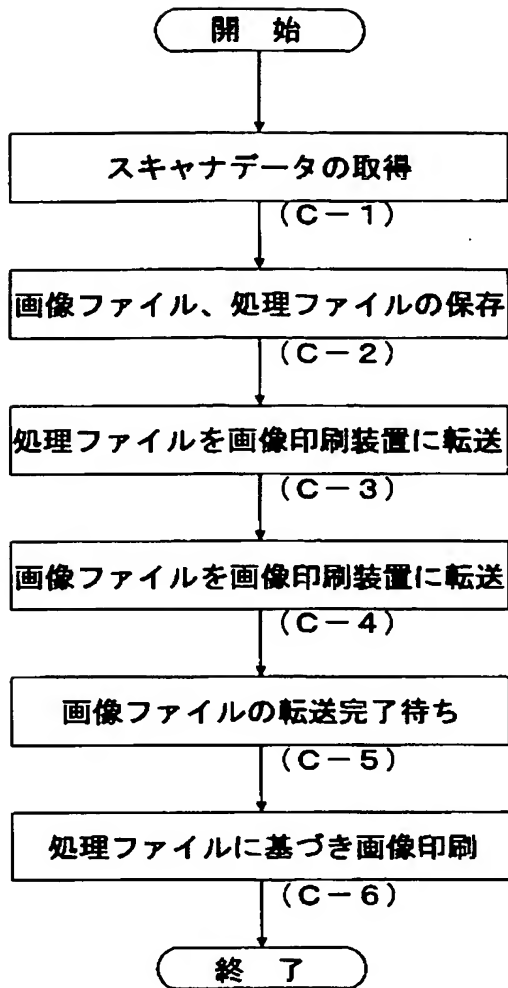 開 始
スキャナデータの取得
(C-1)
画像ファイル、処理ファイルの保存
(C-2)
処理ファイルを画像印刷装置に転送
(C-3)
画像ファイルを画像印刷装置に転送
(C-4)
画像ファイルの転送完了待ち
(C-5)
処理ファイルに基づき画像印刷
(C-6)
終 了